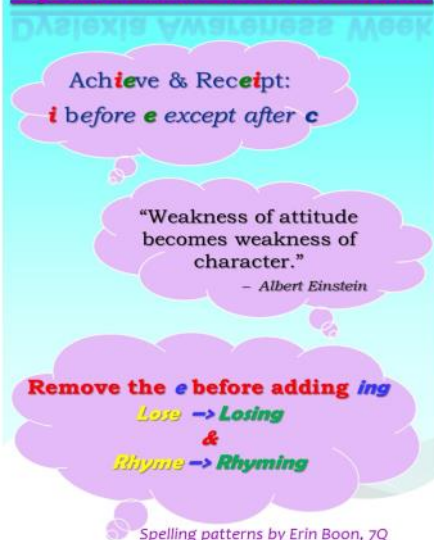 Dyslexia Awareness Week
Achieve & Receipt:
i before e except after c
“Weakness of attitude
becomes weakness of
character.”
– Albert Einstein
Remove the e before adding ing
Lose –> Losing
&
Rhyme –> Rhyming
Spelling patterns by Erin Boon, 7Q